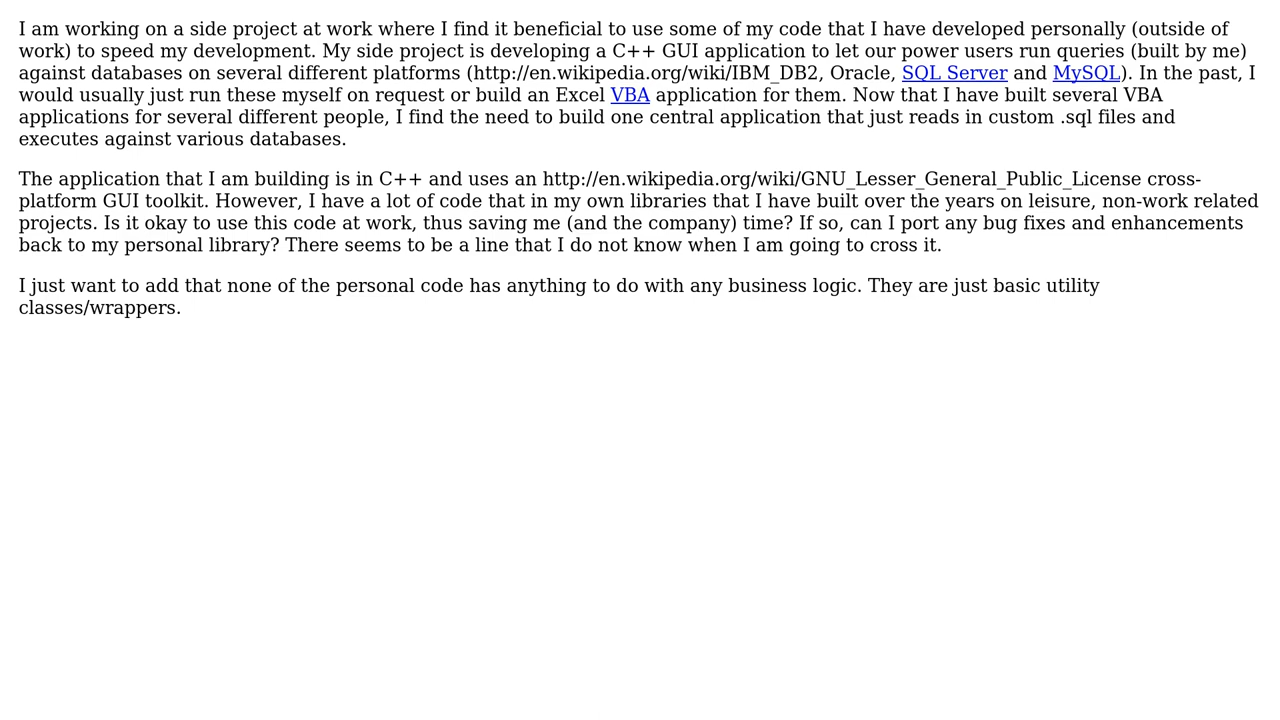 I am working on a side project at work where I find it beneficial to use some of my code that I have developed personally (outside of
work) to speed my development. My side project is developing a C++ GUI application to let our power users run queries (built by me)
against databases on several different platforms (http://en.wikipedia.org/wiki/IBM_DB2, Oracle, SQL Server and MySQL). In the past, I
would usually just run these myself on request or build an Excel VBA application for them. Now that I have built several VBA
applications for several different people, I find the need to build one central application that just reads in custom .sql files and
executes against various databases.
The application that I am building is in C++ and uses an http://en.wikipedia.org/wiki/GNU_Lesser_General_Public_License cross-
platform GUI toolkit. However, I have a lot of code that in my own libraries that I have built over the years on leisure, non-work related
projects. Is it okay to use this code at work, thus saving me (and the company) time? If so, can I port any bug fixes and enhancements
back to my personal library? There seems to be a line that I do not know when I am going to cross it.
I just want to add that none of the personal code has anything to do with any business logic. They are just basic utility
classes/wrappers.